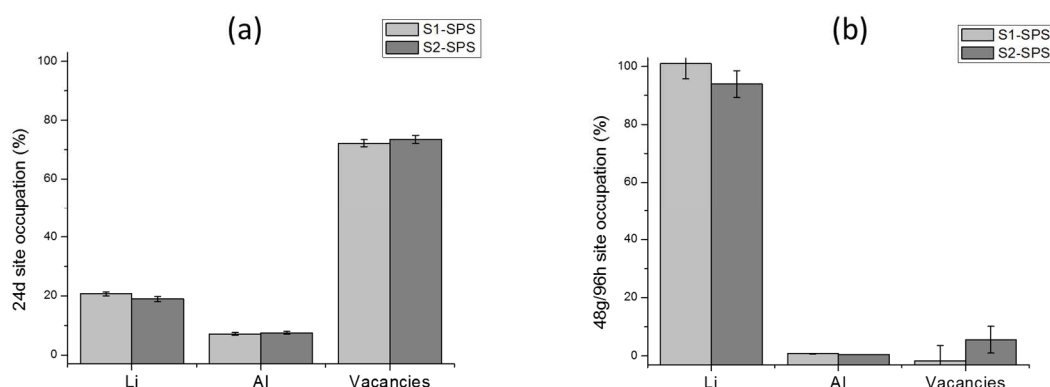 (a)
S1-SPS
S2-SPS
100
80
60
40
20
0
24d site occupation (%)
Li
Al
Vacancies
(b)
S1-SPS
S2-SPS
100
80
60
40
20
0
48g/96h site occupation (%)
Li
Al
Vacancies